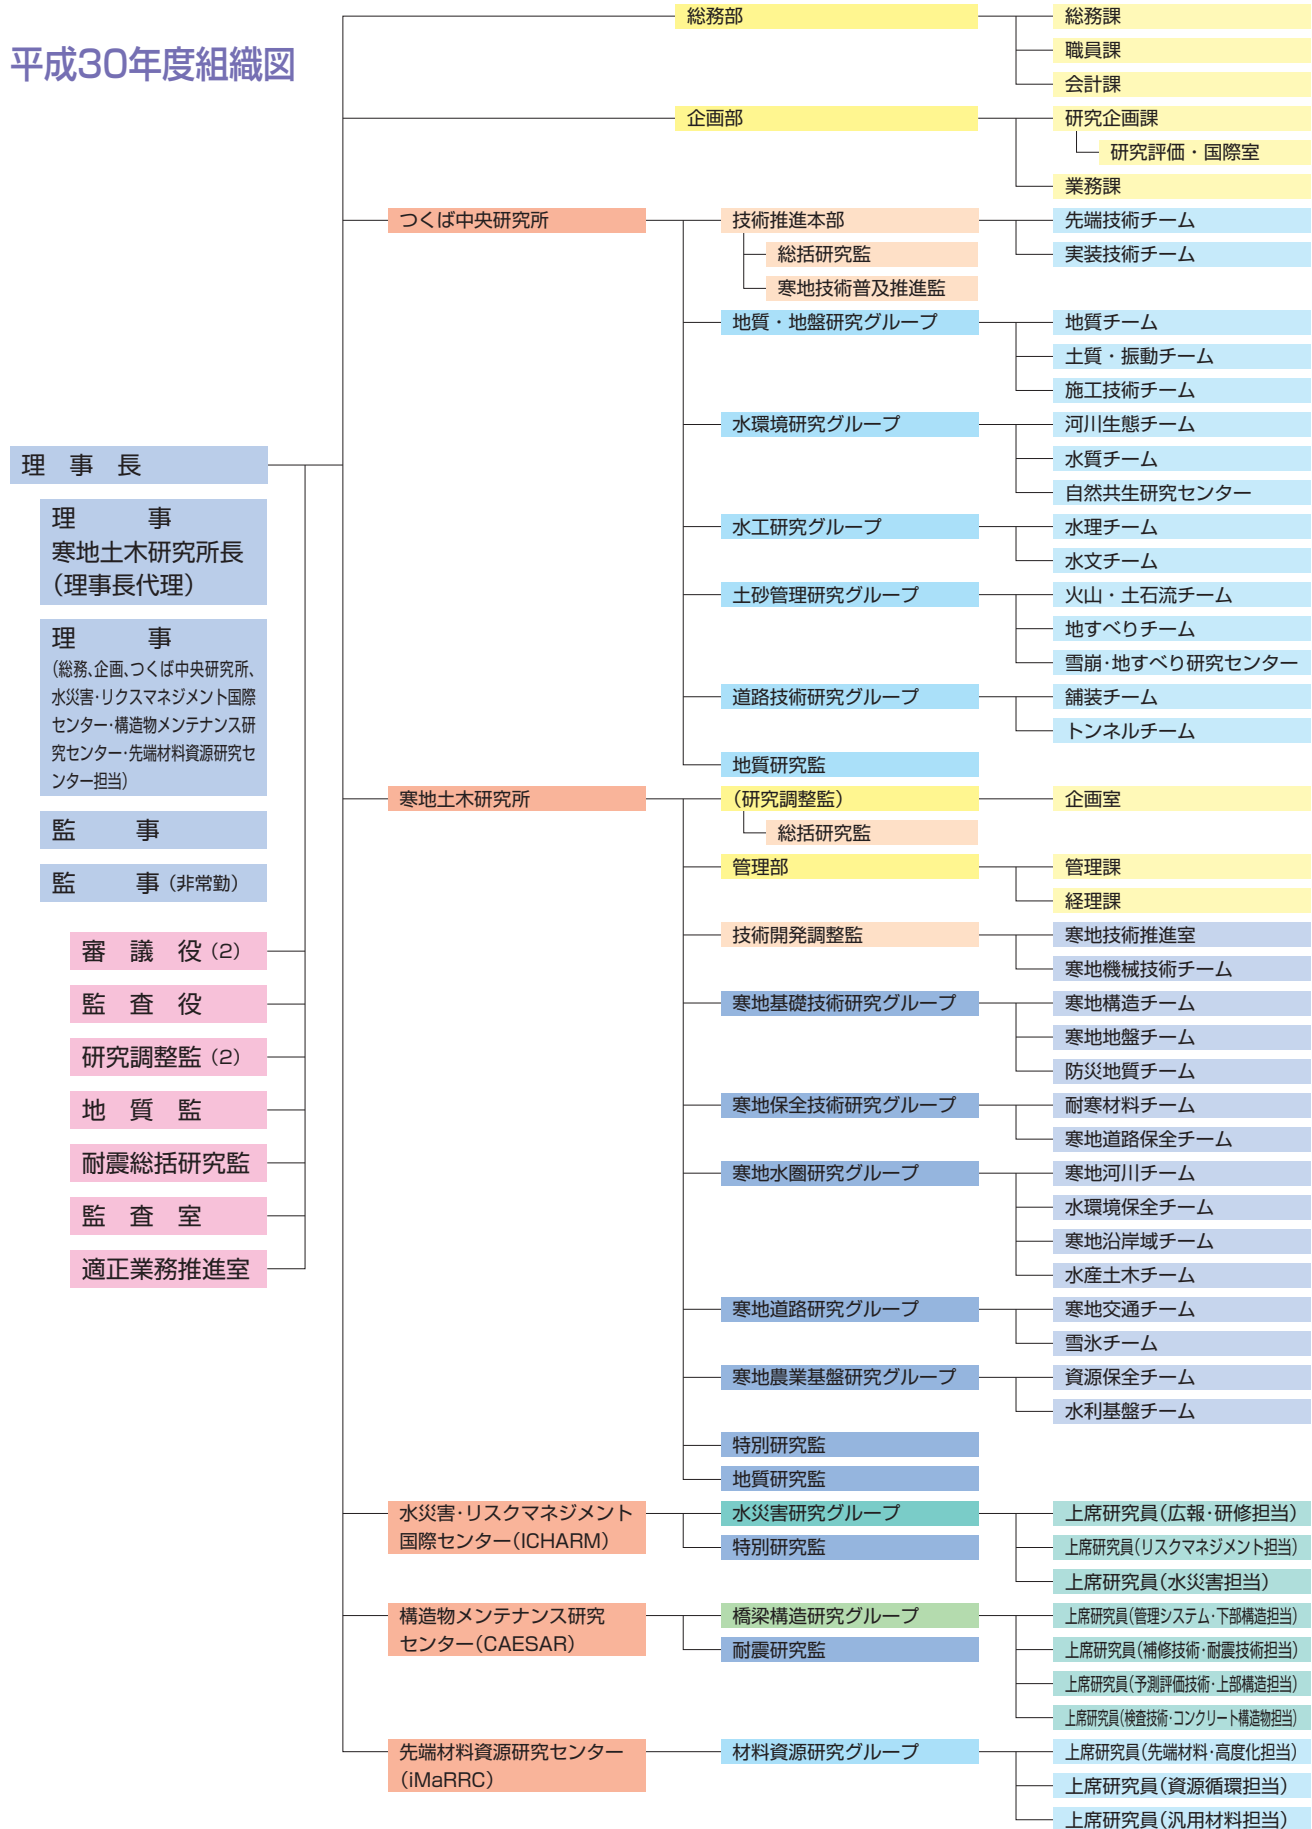 平成30年度組織図
理 事 長
理 事
寒地土木研究所長
(理事長代理)
理 事
(総務、企画、つくば中央研究所、
水災害・リクスマネジメント国際
センター・構造物メンテナンス研
究センター・先端材料資源研究セ
ンター担当)
監 事
監 事 (非常勤)
審 議 役 (2)
監 査 役
研究調整監 (2)
地 質 監
耐震総括研究監
監 査 室
適正業務推進室
総務部
総務課
職員課
会計課
企画部
研究企画課
研究評価・国際室
業務課
つくば中央研究所
技術推進本部
総括研究監
寒地技術普及推進監
先端技術チーム
実装技術チーム
地質・地盤研究グループ
地質チーム
土質・振動チーム
施工技術チーム
水環境研究グループ
河川生態チーム
水質チーム
自然共生研究センター
水工研究グループ
水理チーム
水文チーム
土砂管理研究グループ
火山・土石流チーム
地すべりチーム
雪崩・地すべり研究センター
道路技術研究グループ
舗装チーム
トンネルチーム
地質研究監
寒地土木研究所
(研究調整監)
総括研究監
企画室
管理部
管理課
経理課
技術開発調整監
寒地技術推進室
寒地機械技術チーム
寒地基礎技術研究グループ
寒地構造チーム
寒地地盤チーム
防災地質チーム
寒地保全技術研究グループ
耐寒材料チーム
寒地道路保全チーム
寒地水圏研究グループ
寒地河川チーム
水環境保全チーム
寒地沿岸域チーム
水産土木チーム
寒地道路研究グループ
寒地交通チーム
雪氷チーム
寒地農業基盤研究グループ
資源保全チーム
水利基盤チーム
特別研究監
地質研究監
水災害・リスクマネジメント
国際センター(ICHARM)
水災害研究グループ
特別研究監
上席研究員(広報・研修担当)
上席研究員(リスクマネジメント担当)
上席研究員(水災害担当)
構造物メンテナンス研究
センター(CAESAR)
橋梁構造研究グループ
耐震研究監
上席研究員(管理システム・下部構造担当)
上席研究員(補修技術・耐震技術担当)
上席研究員(予測評価技術・上部構造担当)
上席研究員(検査技術・コンクリート構造物担当)
先端材料資源研究センター
(iMaRRC)
材料資源研究グループ
上席研究員(先端材料・高度化担当)
上席研究員(資源循環担当)
上席研究員(汎用材料担当)